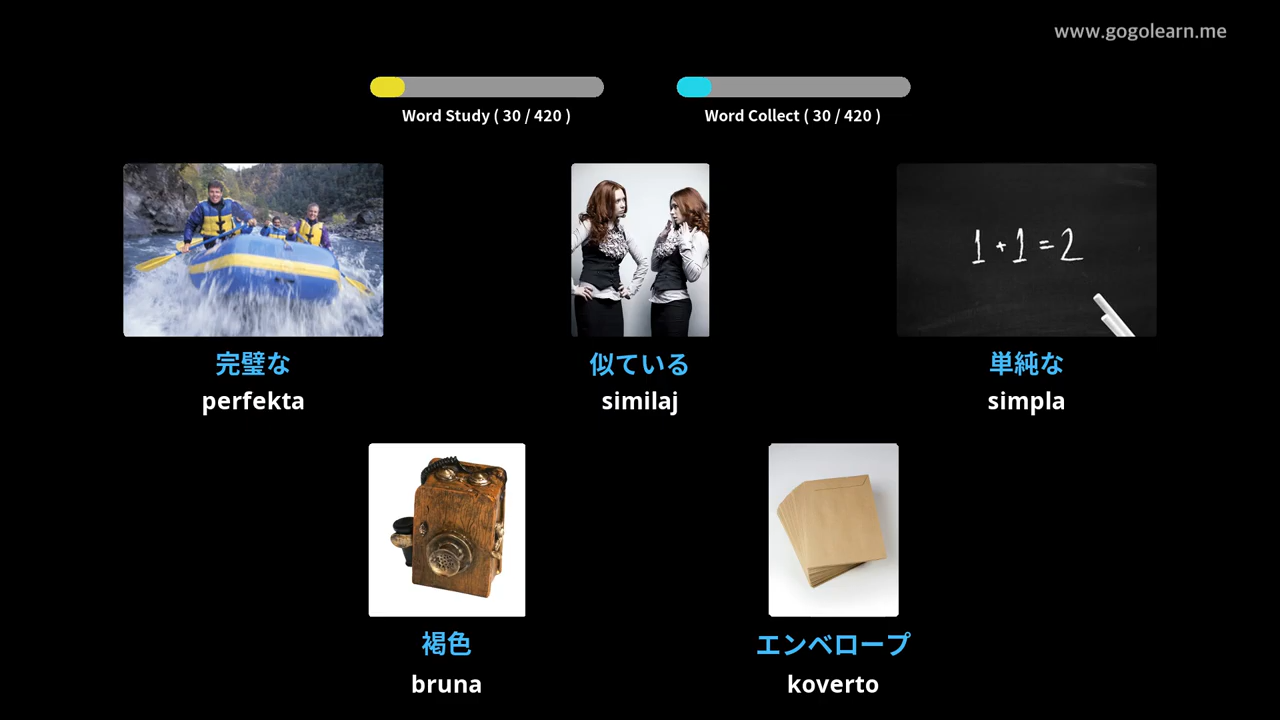 www.gogolearn.me
Word Study ( 30 / 420 )
Word Collect ( 30 / 420 )
1 + 1 = 2
完璧な
perfekta
似ている
similaj
単純な
simpla
褐色
bruna
エンベロープ
koverto